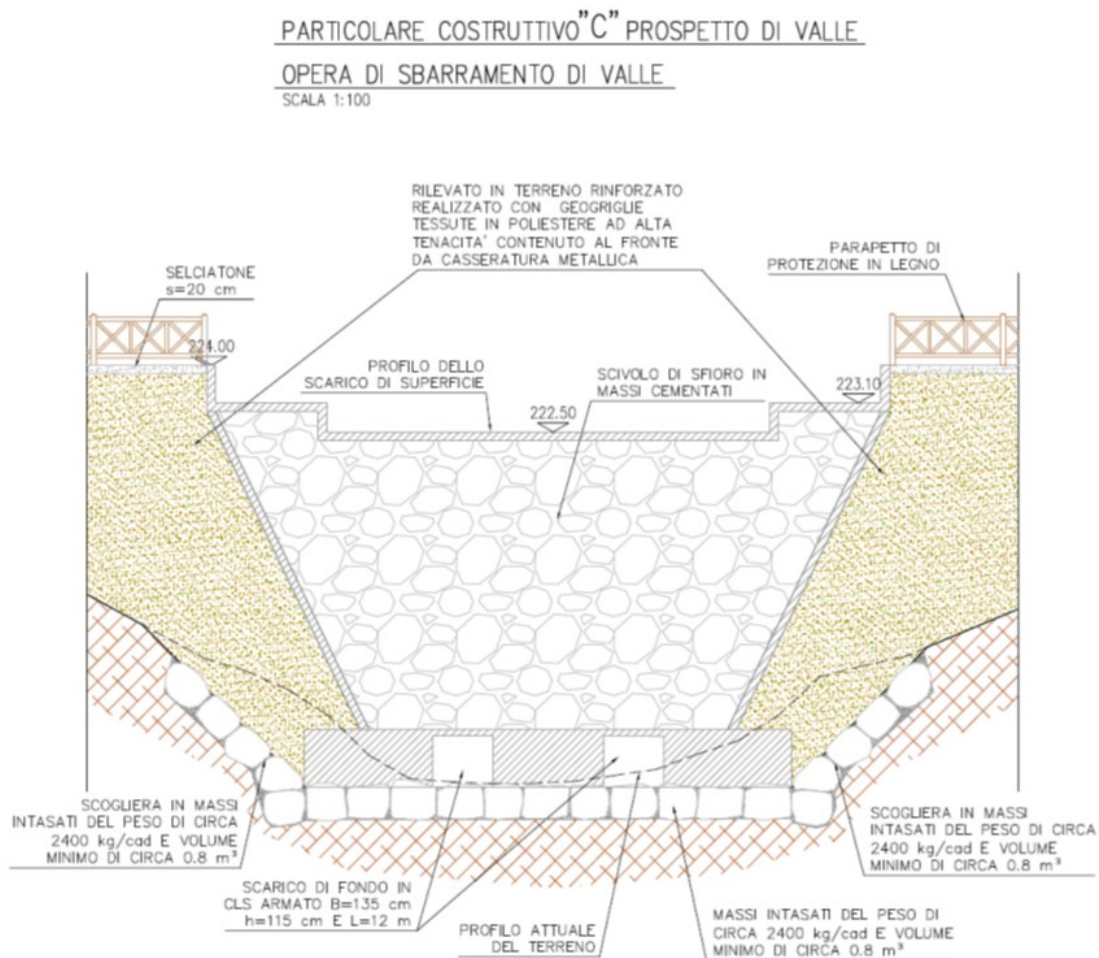 PARTICOLARE COSTRUTTIVO"C" PROSPETTO DI VALLE
OPERA DI SBARRAMENTO DI VALLE
SCALA 1:100
RILEVATO IN TERRENO RINFORZATO
REALIZZATO CON GEOGRIGLIE
TESSUTE IN POLIESTERE AD ALTA
TENACITA' CONTENUTO AL FRONTE
DA CASSERATURA METALLICA
PARAPETTO DI
PROTEZIONE IN LEGNO
SELCIATONE
s=20 cm
224.00
PROFILO DELLO
SCARICO DI SUPERFICIE
222.50
SCIVOLO DI SFIORO IN
MASSI CEMENTATI
223.10
SCOGLIERA IN MASSI
INTASATI DEL PESO DI CIRCA
2400 kg/cad E VOLUME
MINIMO DI CIRCA 0.8 m³
SCOGLIERA IN MASSI
INTASATI DEL PESO DI CIRCA
2400 kg/cad E VOLUME
MINIMO DI CIRCA 0.8 m³
SCARICO DI FONDO IN
CLS ARMATO B=135 cm
h=115 cm E L=12 m
PROFILO ATTUALE
DEL TERRENO
MASSI INTASATI DEL PESO DI
CIRCA 2400 kg/cad E VOLUME
MINIMO DI CIRCA 0.8 m³